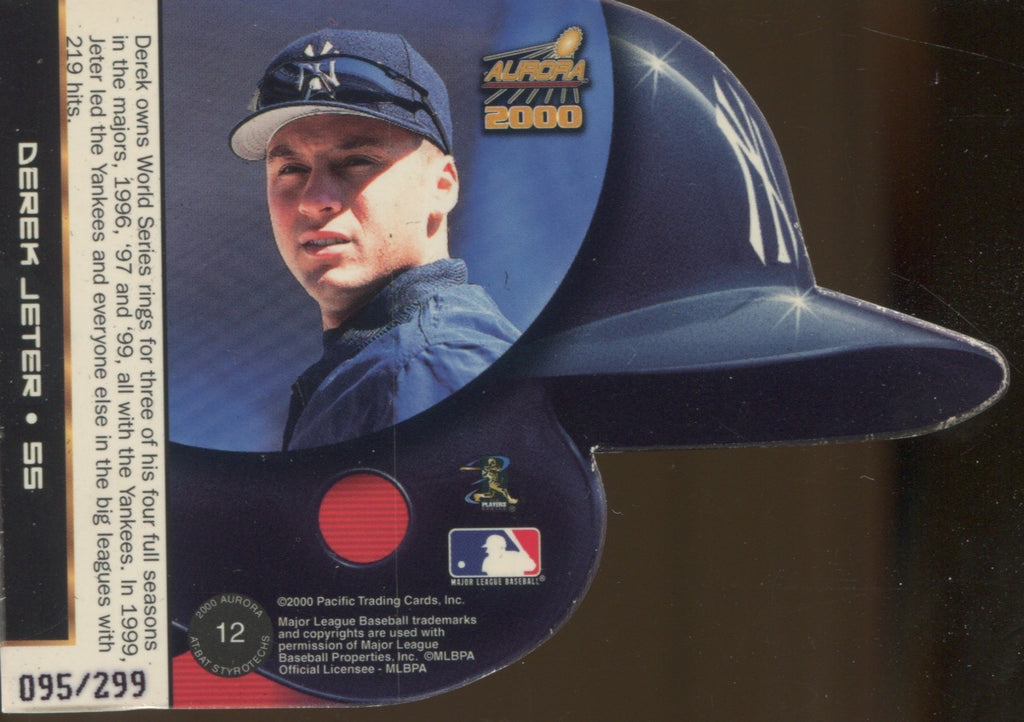 DEREK JETER • SS
Derek owns World Series rings for three of his four full seasons
in the majors, 1996, '97 and '99, all with the Yankees. In 1999,
Jeter led the Yankees and everyone else in the big leagues with
219 hits.
NY
AURORA
2000
NY
PLAYERS
MAJOR LEAGUE BASEBALL®
2000 AURORA
12
AT-BAT STYROTECHS
©2000 Pacific Trading Cards, Inc.
Major League Baseball trademarks
and copyrights are used with
permission of Major League
Baseball Properties, Inc. ©MLBPA
Official Licensee - MLBPA
095/299